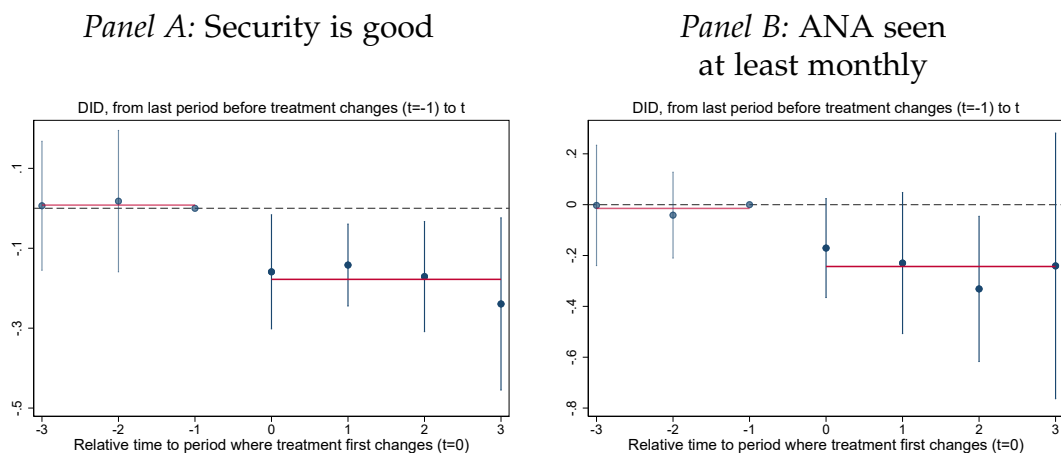 Panel A: Security is good
DID, from last period before treatment changes (t=-1) to t
.1
-.1
-.3
-.5
-3 -2 -1 0 1 2 3
Relative time to period where treatment first changes (t=0)
Panel B: ANA seen
at least monthly
DID, from last period before treatment changes (t=-1) to t
.2
0
-.2
-.4
-.6
-.8
-3 -2 -1 0 1 2 3
Relative time to period where treatment first changes (t=0)